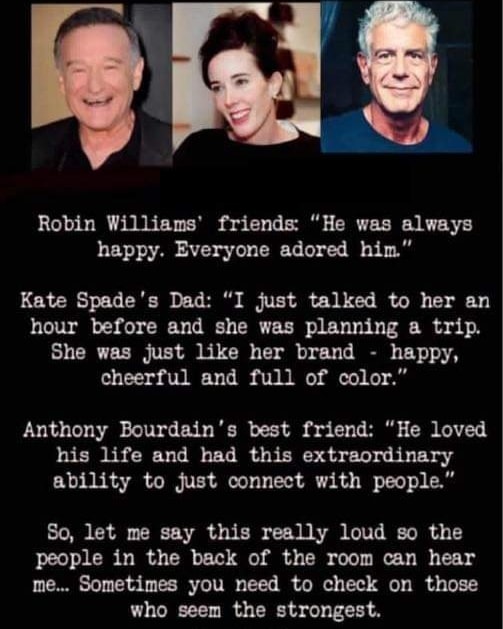 Robin Williams' friends: "He was always
happy. Everyone adored him."
Kate Spade's Dad: "I just talked to her an
hour before and she was planning a trip.
She was just like her brand - happy,
cheerful and full of color."
Anthony Bourdain's best friend: "He loved
his life and had this extraordinary
ability to just connect with people."
So, let me say this really loud so the
people in the back of the room can hear
me... Sometimes you need to check on those
who seem the strongest.